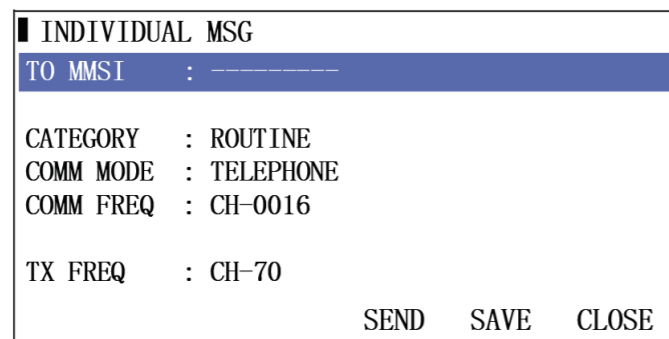 INDIVIDUAL MSG
TO MMSI : ---------
CATEGORY : ROUTINE
COMM MODE : TELEPHONE
COMM FREQ : CH-0016
TX FREQ : CH-70
SEND SAVE CLOSE